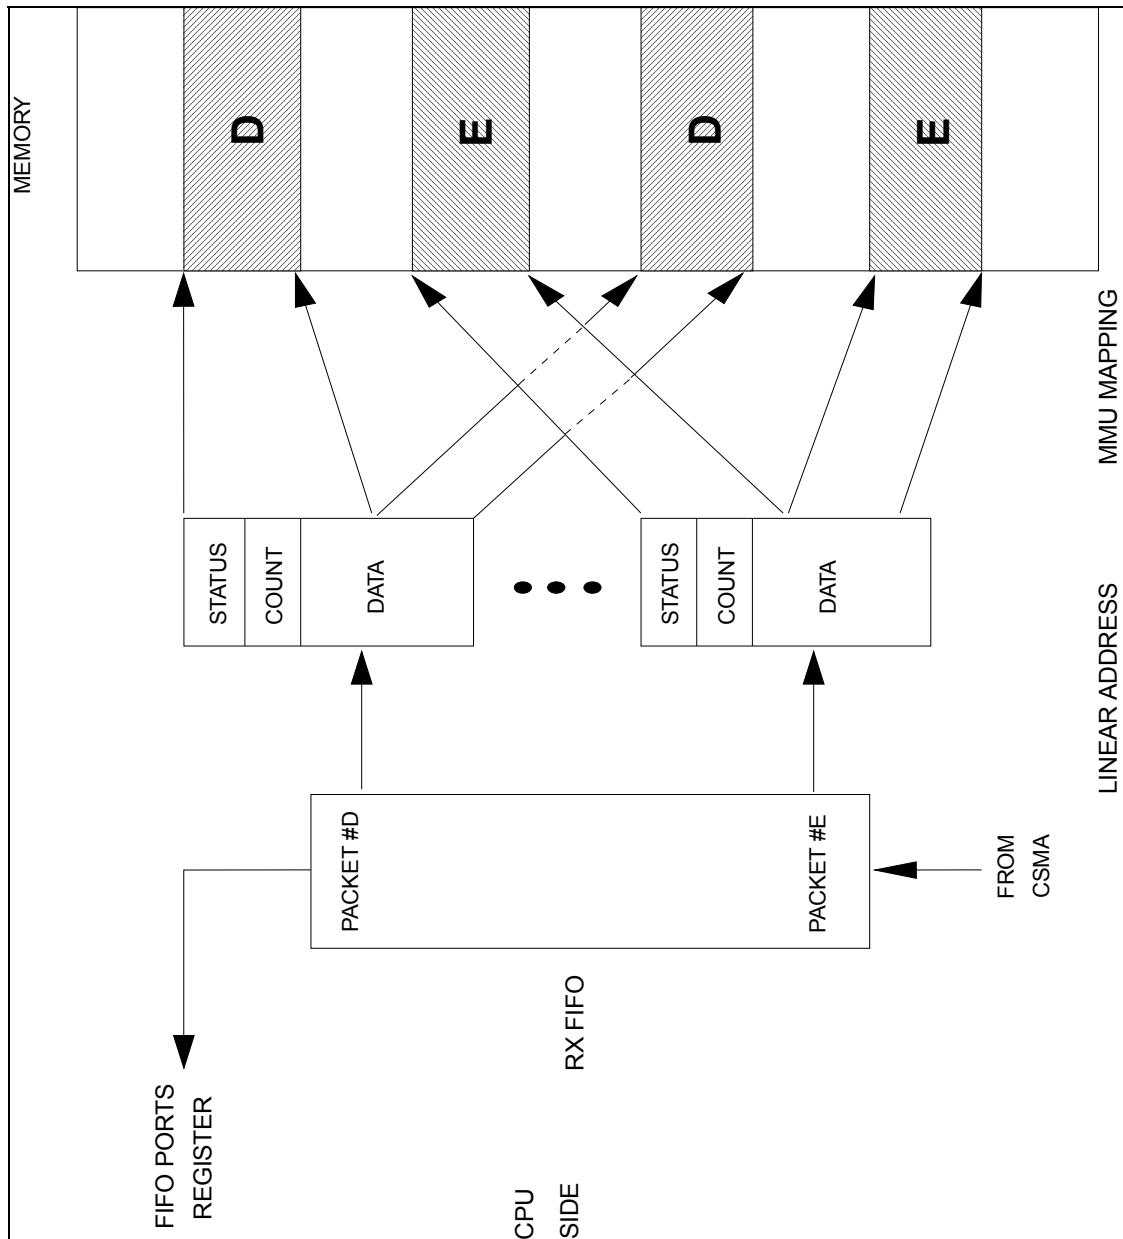 MEMORY
FIFO PORTS
REGISTER
STATUS
COUNT
DATA
D
PACKET #D
E
CPU
SIDE
RX FIFO
STATUS
COUNT
DATA
D
PACKET #E
E
FROM
CSMA
LINEAR ADDRESS
MMU MAPPING